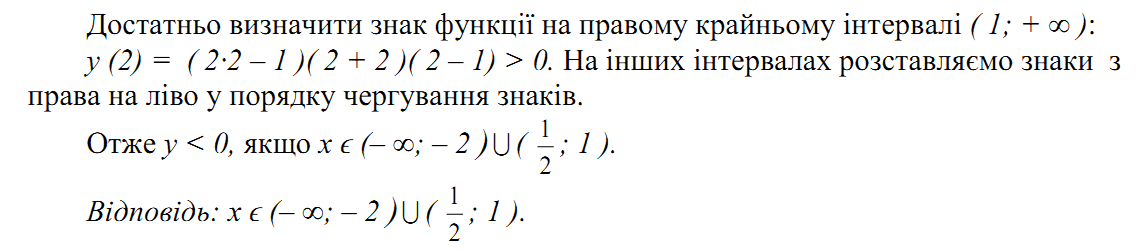 Достатньо визначити знак функції на правому крайньому інтервалі ( 1; + ∞ ):
y (2) = ( 2·2 – 1 )( 2 + 2 )( 2 – 1) > 0. На інших інтервалах розставляємо знаки з
права на ліво у порядку чергування знаків.
Отже y < 0, якщо x ϵ (– ∞; – 2 )∪( 1/2 ; 1 ).
Відповідь: x ϵ (– ∞; – 2 )∪( 1/2 ; 1 ).